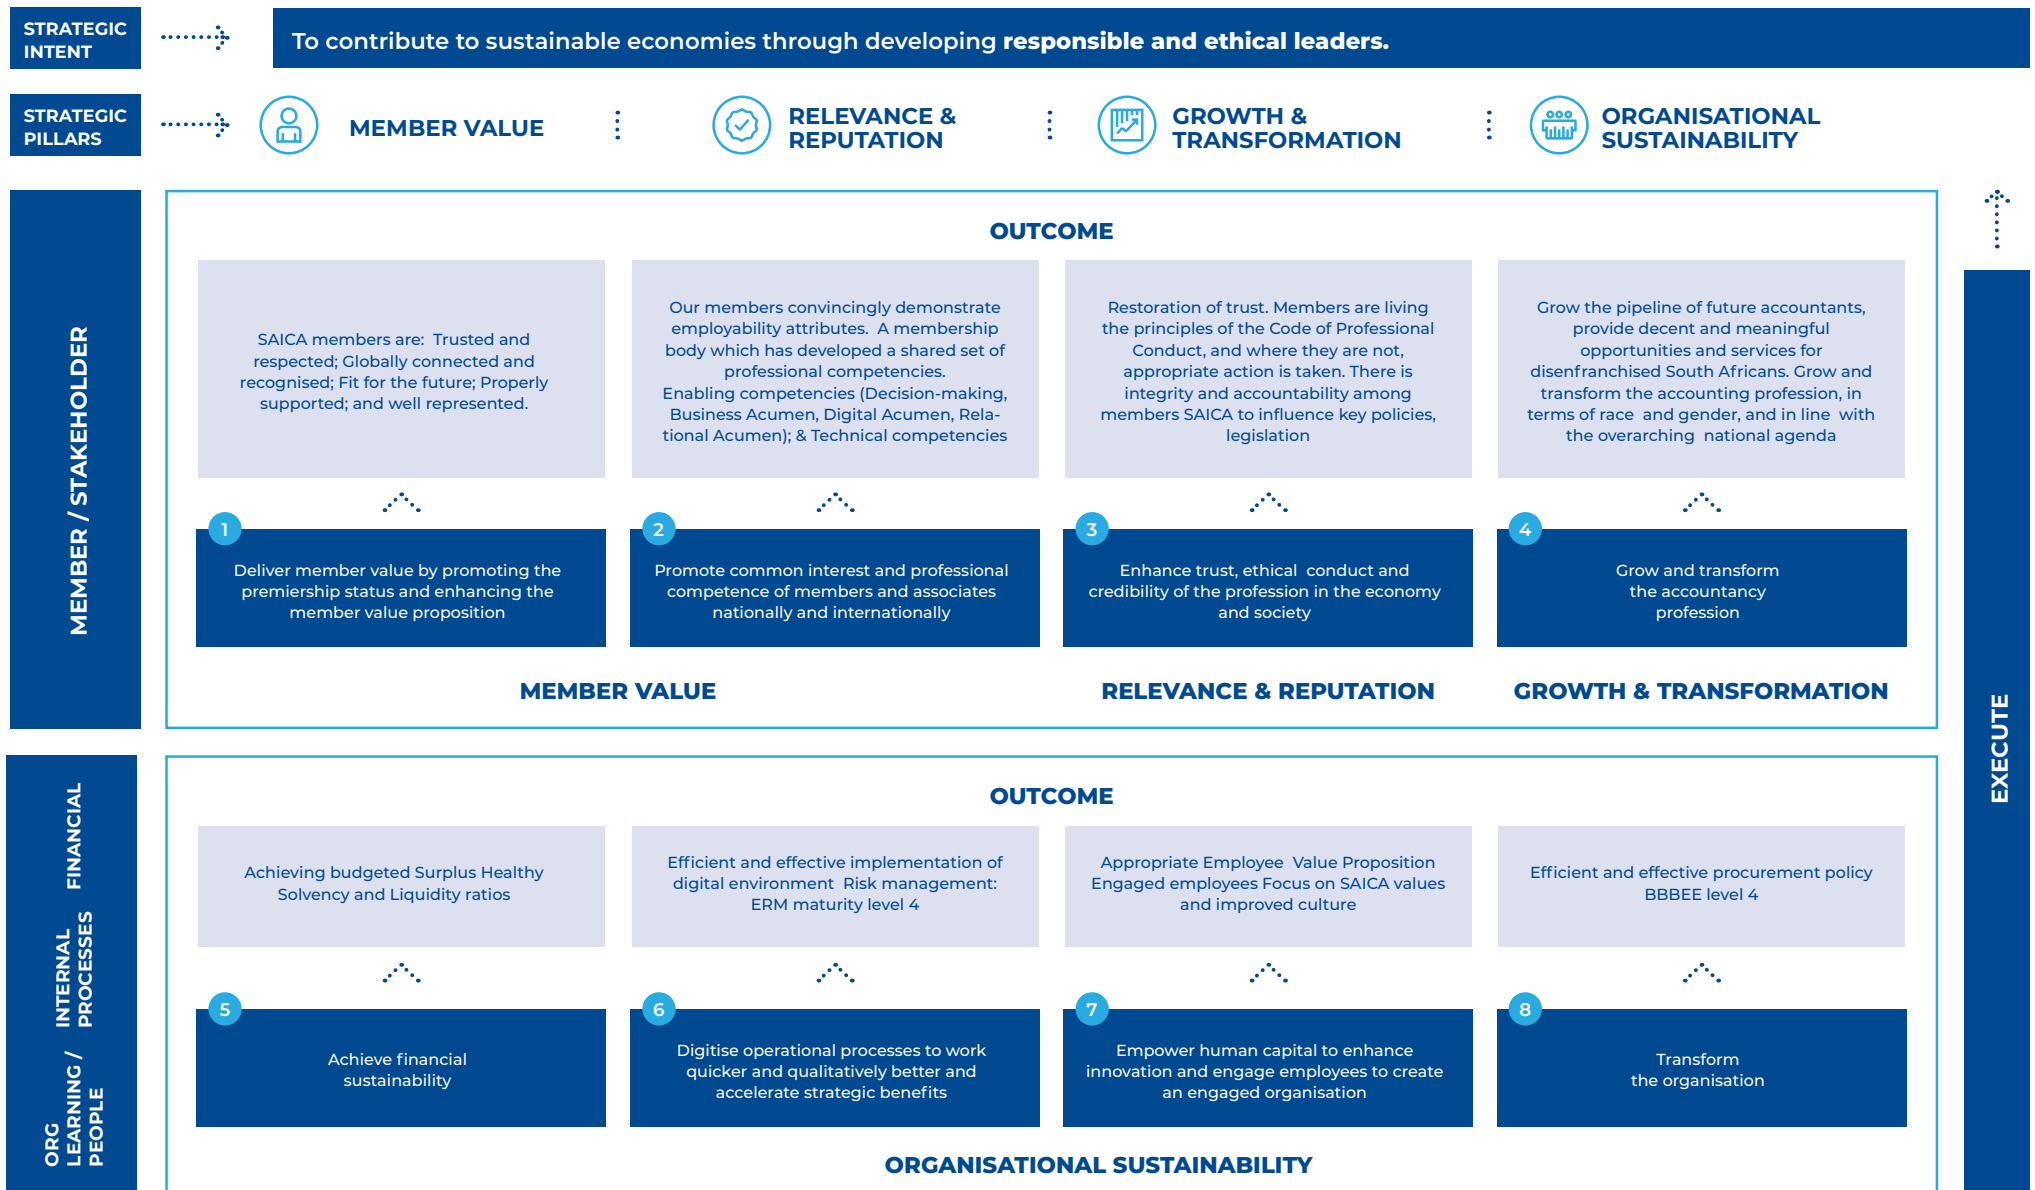 STRATEGIC
INTENT
To contribute to sustainable economies through developing responsible and ethical leaders.
STRATEGIC
PILLARS
MEMBER VALUE
RELEVANCE &
REPUTATION
GROWTH &
TRANSFORMATION
ORGANISATIONAL
SUSTAINABILITY
MEMBER / STAKEHOLDER
OUTCOME
SAICA members are:  Trusted and
respected; Globally connected and
recognised; Fit for the future; Properly
supported; and well represented.
Our members convincingly demonstrate
employability attributes.  A membership
body which has developed a shared set of
professional competencies.
Enabling competencies (Decision-making,
Business Acumen, Digital Acumen, Rela-
tional Acumen); & Technical competencies
Restoration of trust. Members are living
the principles of the Code of Professional
Conduct, and where they are not,
appropriate action is taken. There is
integrity and accountability among
members SAICA to influence key policies,
legislation
Grow the pipeline of future accountants,
provide decent and meaningful
opportunities and services for
disenfranchised South Africans. Grow and
transform the accounting profession, in
terms of race  and gender, and in line  with
the overarching  national agenda
1
Deliver member value by promoting the
premiership status and enhancing the
member value proposition
2
Promote common interest and professional
competence of members and associates
nationally and internationally
3
Enhance trust, ethical  conduct and
credibility of the profession in the economy
and society
4
Grow and transform
the accountancy
profession
MEMBER VALUE
RELEVANCE & REPUTATION
GROWTH & TRANSFORMATION
EXECUTE
FINANCIAL
INTERNAL
PROCESSES
ORG
LEARNING /
PEOPLE
OUTCOME
Achieving budgeted Surplus Healthy
Solvency and Liquidity ratios
Efficient and effective implementation of
digital environment  Risk management:
ERM maturity level 4
Appropriate Employee  Value Proposition
Engaged employees Focus on SAICA values
and improved culture
Efficient and effective procurement policy
BBBEE level 4
5
Achieve financial
sustainability
6
Digitise operational processes to work
quicker and qualitatively better and
accelerate strategic benefits
7
Empower human capital to enhance
innovation and engage employees to create
an engaged organisation
8
Transform
the organisation
ORGANISATIONAL SUSTAINABILITY